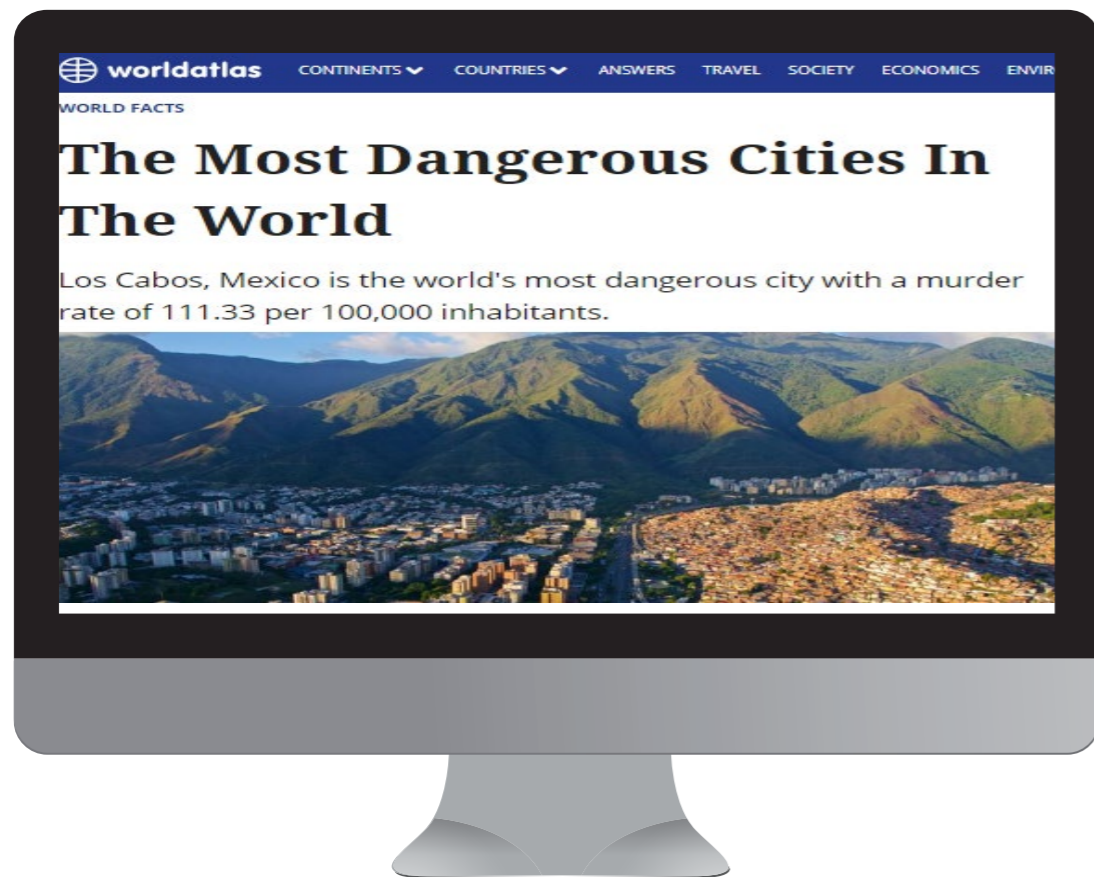 worldatlas CONTINENTS COUNTRIES ANSWERS TRAVEL SOCIETY ECONOMICS ENVIR
WORLD FACTS
The Most Dangerous Cities In
The World
Los Cabos, Mexico is the world's most dangerous city with a murder
rate of 111.33 per 100,000 inhabitants.